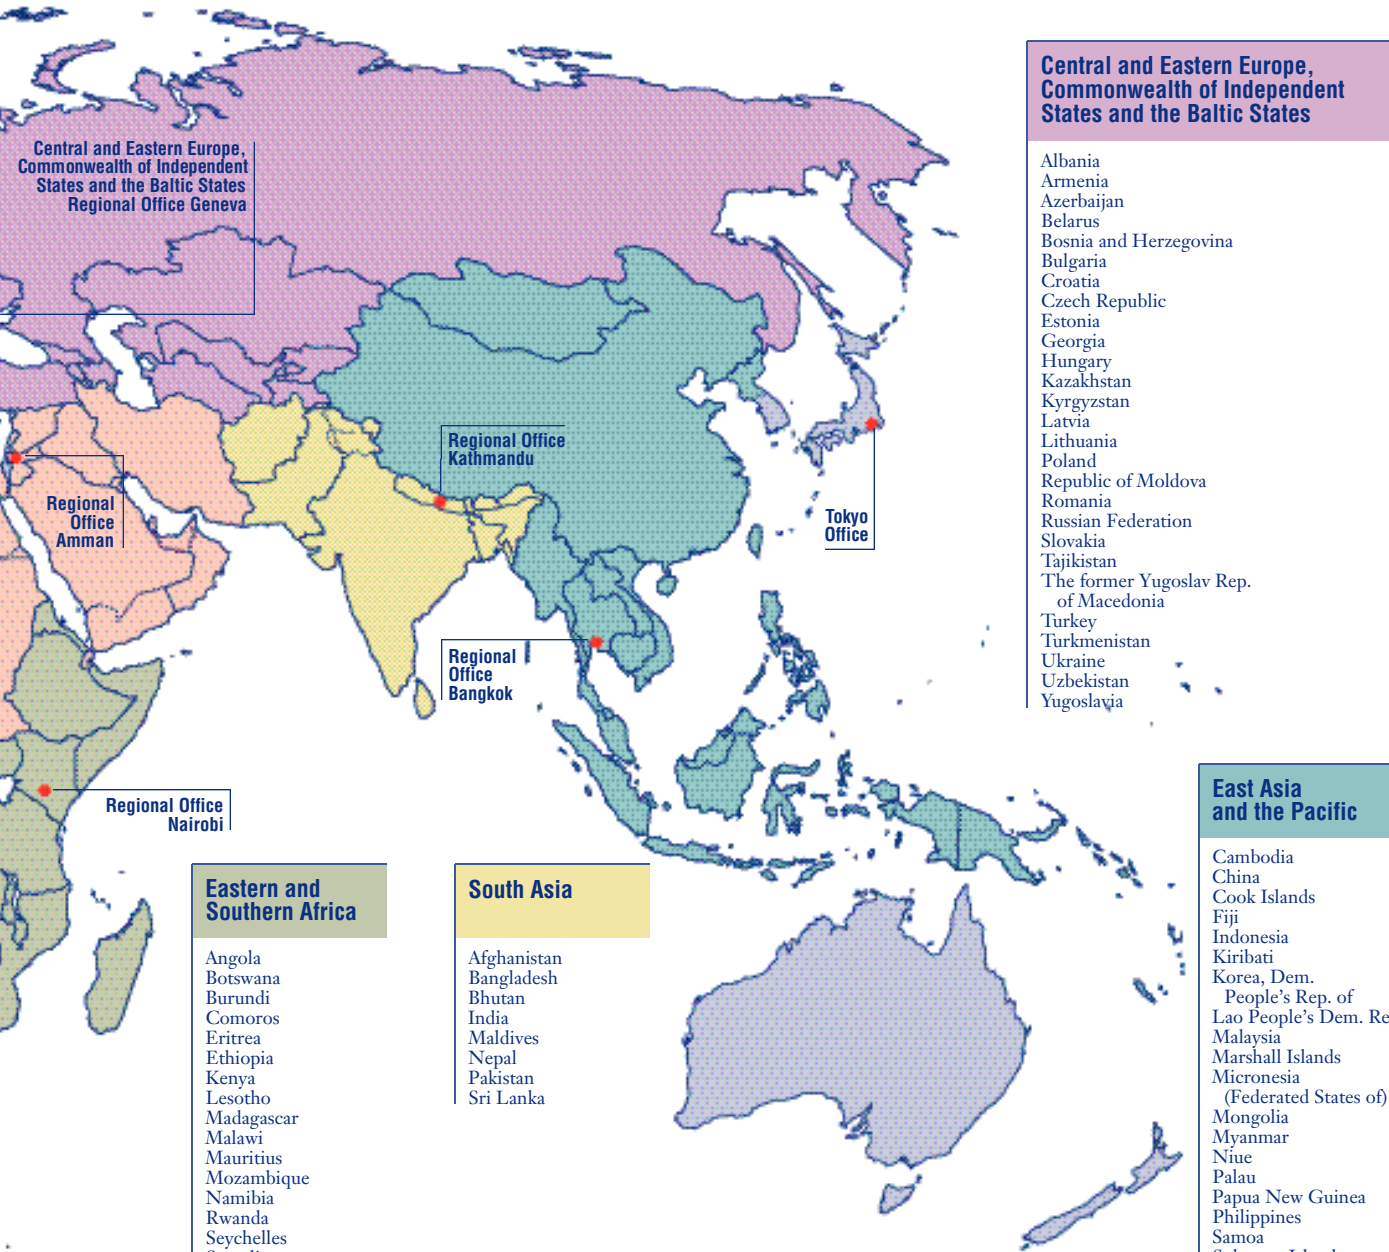 Central and Eastern Europe,
Commonwealth of Independent
States and the Baltic States
Regional Office Geneva
Regional Office
Kathmandu
Regional
Office
Amman
Tokyo
Office
Regional
Office
Bangkok
Regional Office
Nairobi
Central and Eastern Europe,
Commonwealth of Independent
States and the Baltic States
Albania
Armenia
Azerbaijan
Belarus
Bosnia and Herzegovina
Bulgaria
Croatia
Czech Republic
Estonia
Georgia
Hungary
Kazakhstan
Kyrgyzstan
Latvia
Lithuania
Poland
Republic of Moldova
Romania
Russian Federation
Slovakia
Tajikistan
The former Yugoslav Rep.
of Macedonia
Turkey
Turkmenistan
Ukraine
Uzbekistan
Yugoslavia
Eastern and
Southern Africa
Angola
Botswana
Burundi
Comoros
Eritrea
Ethiopia
Kenya
Lesotho
Madagascar
Malawi
Mauritius
Mozambique
Namibia
Rwanda
Seychelles
South Asia
Afghanistan
Bangladesh
Bhutan
India
Maldives
Nepal
Pakistan
Sri Lanka
East Asia
and the Pacific
Cambodia
China
Cook Islands
Fiji
Indonesia
Kiribati
Korea, Dem.
People's Rep. of
Lao People's Dem. Re
Malaysia
Marshall Islands
Micronesia
(Federated States of)
Mongolia
Myanmar
Niue
Palau
Papua New Guinea
Philippines
Samoa